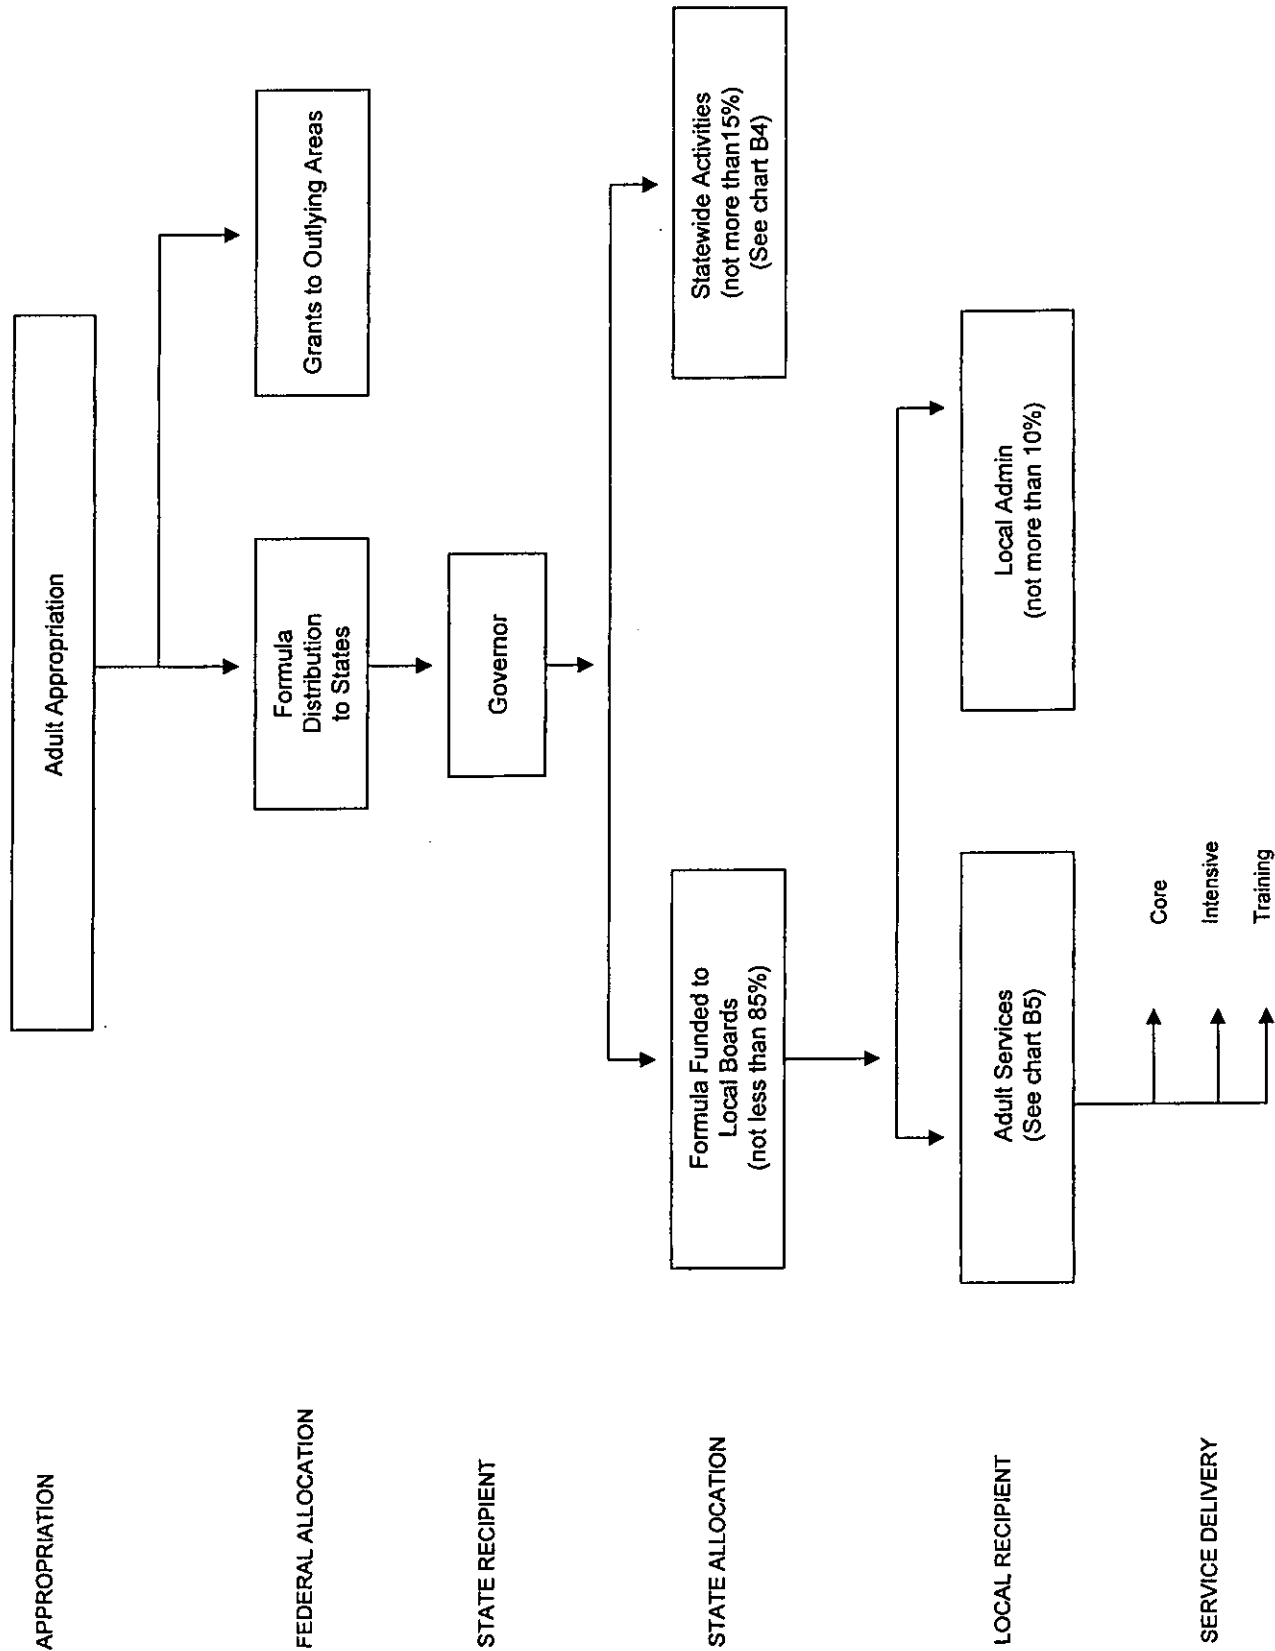 APPROPRIATION
Adult Appropriation
FEDERAL ALLOCATION
Formula
Distribution
to States
Grants to Outlying Areas
STATE RECIPIENT
Governor
STATE ALLOCATION
Formula Funded to
Local Boards
(not less than 85%)
Statewide Activities
(not more than15%)
(See chart B4)
LOCAL RECIPIENT
Adult Services
(See chart B5)
Local Admin
(not more than 10%)
SERVICE DELIVERY
Core
Intensive
Training